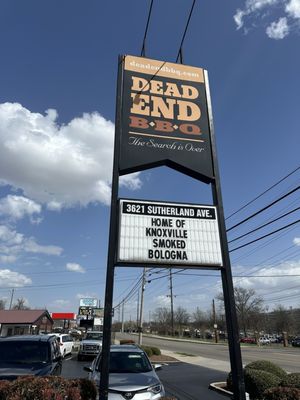 deadendbbq.com
DEAD
END
B•B•Q
The Search is Over
3621 SUTHERLAND AVE.
HOME OF
KNOXVILLE
SMOKED
BOLOGNA